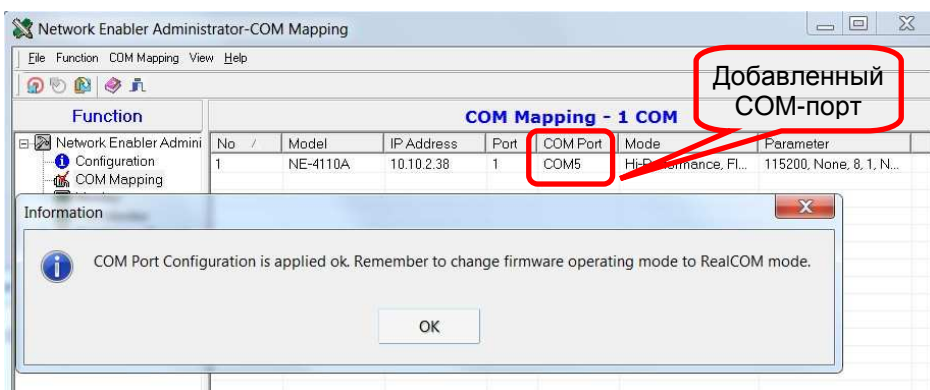 Network Enabler Administrator-COM Mapping
File Function COM Mapping View Help
Добавленный
COM-порт
Function
COM Mapping - 1 COM
Network Enabler Admini
Configuration
COM Mapping
No / Model IP Address Port COM Port Mode Parameter
1 NE-4110A 10.10.2.38 1 COM5 Hi-Performance, Fl... 115200, None, 8, 1, N...
Information
COM Port Configuration is applied ok. Remember to change firmware operating mode to RealCOM mode.
OK